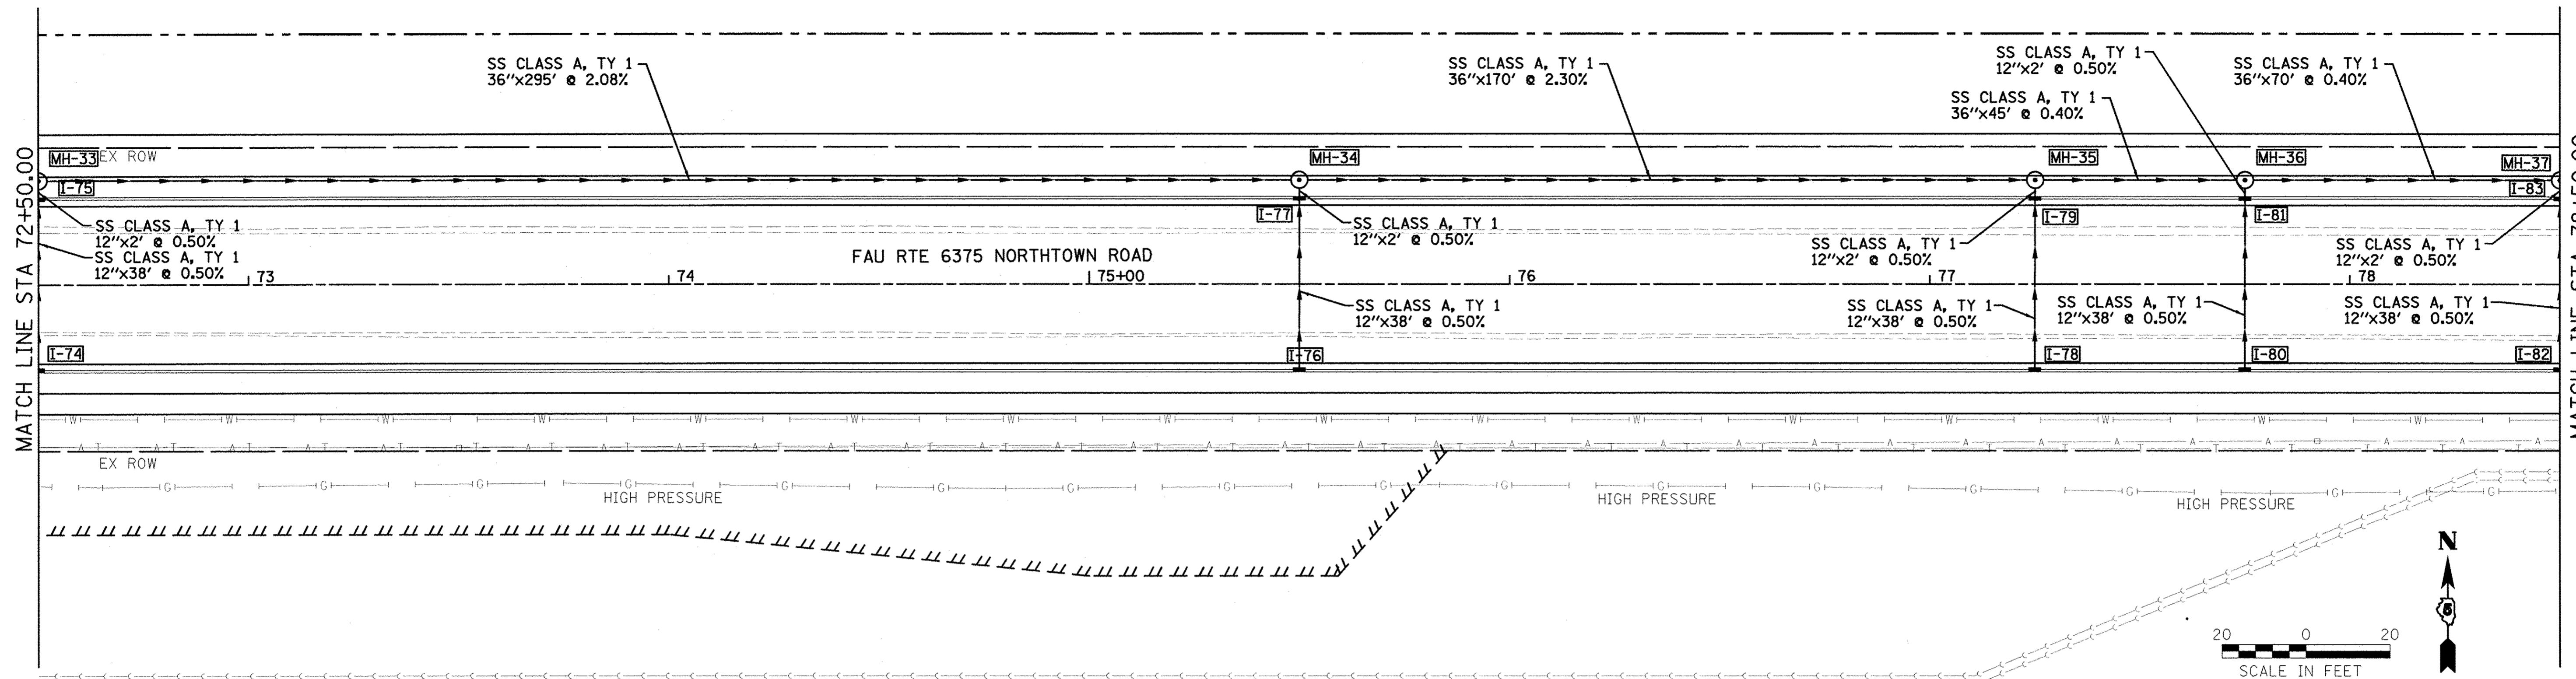 SS CLASS A, TY 1
36"x295' @ 2.08%
SS CLASS A, TY 1
36"x170' @ 2.30%
SS CLASS A, TY 1
12"x2' @ 0.50%
SS CLASS A, TY 1
36"x70' @ 0.40%
SS CLASS A, TY 1
36"x45' @ 0.40%
MATCH LINE STA 72+50.00
MH-33
EX ROW
MH-34
MH-35
MH-36
MH-37
I-75
I-83
I-77
I-79
I-81
SS CLASS A, TY 1
12"x2' @ 0.50%
SS CLASS A, TY 1
12"x38' @ 0.50%
SS CLASS A, TY 1
12"x2' @ 0.50%
SS CLASS A, TY 1
12"x2' @ 0.50%
SS CLASS A, TY 1
12"x2' @ 0.50%
FAU RTE 6375 NORTHTOWN ROAD
73
74
75+00
76
77
78
SS CLASS A, TY 1
12"x38' @ 0.50%
SS CLASS A, TY 1
12"x38' @ 0.50%
SS CLASS A, TY 1
12"x38' @ 0.50%
SS CLASS A, TY 1
12"x38' @ 0.50%
I-74
I-76
I-78
I-80
I-82
EX ROW
HIGH PRESSURE
HIGH PRESSURE
HIGH PRESSURE
N
5
20 0 20
SCALE IN FEET